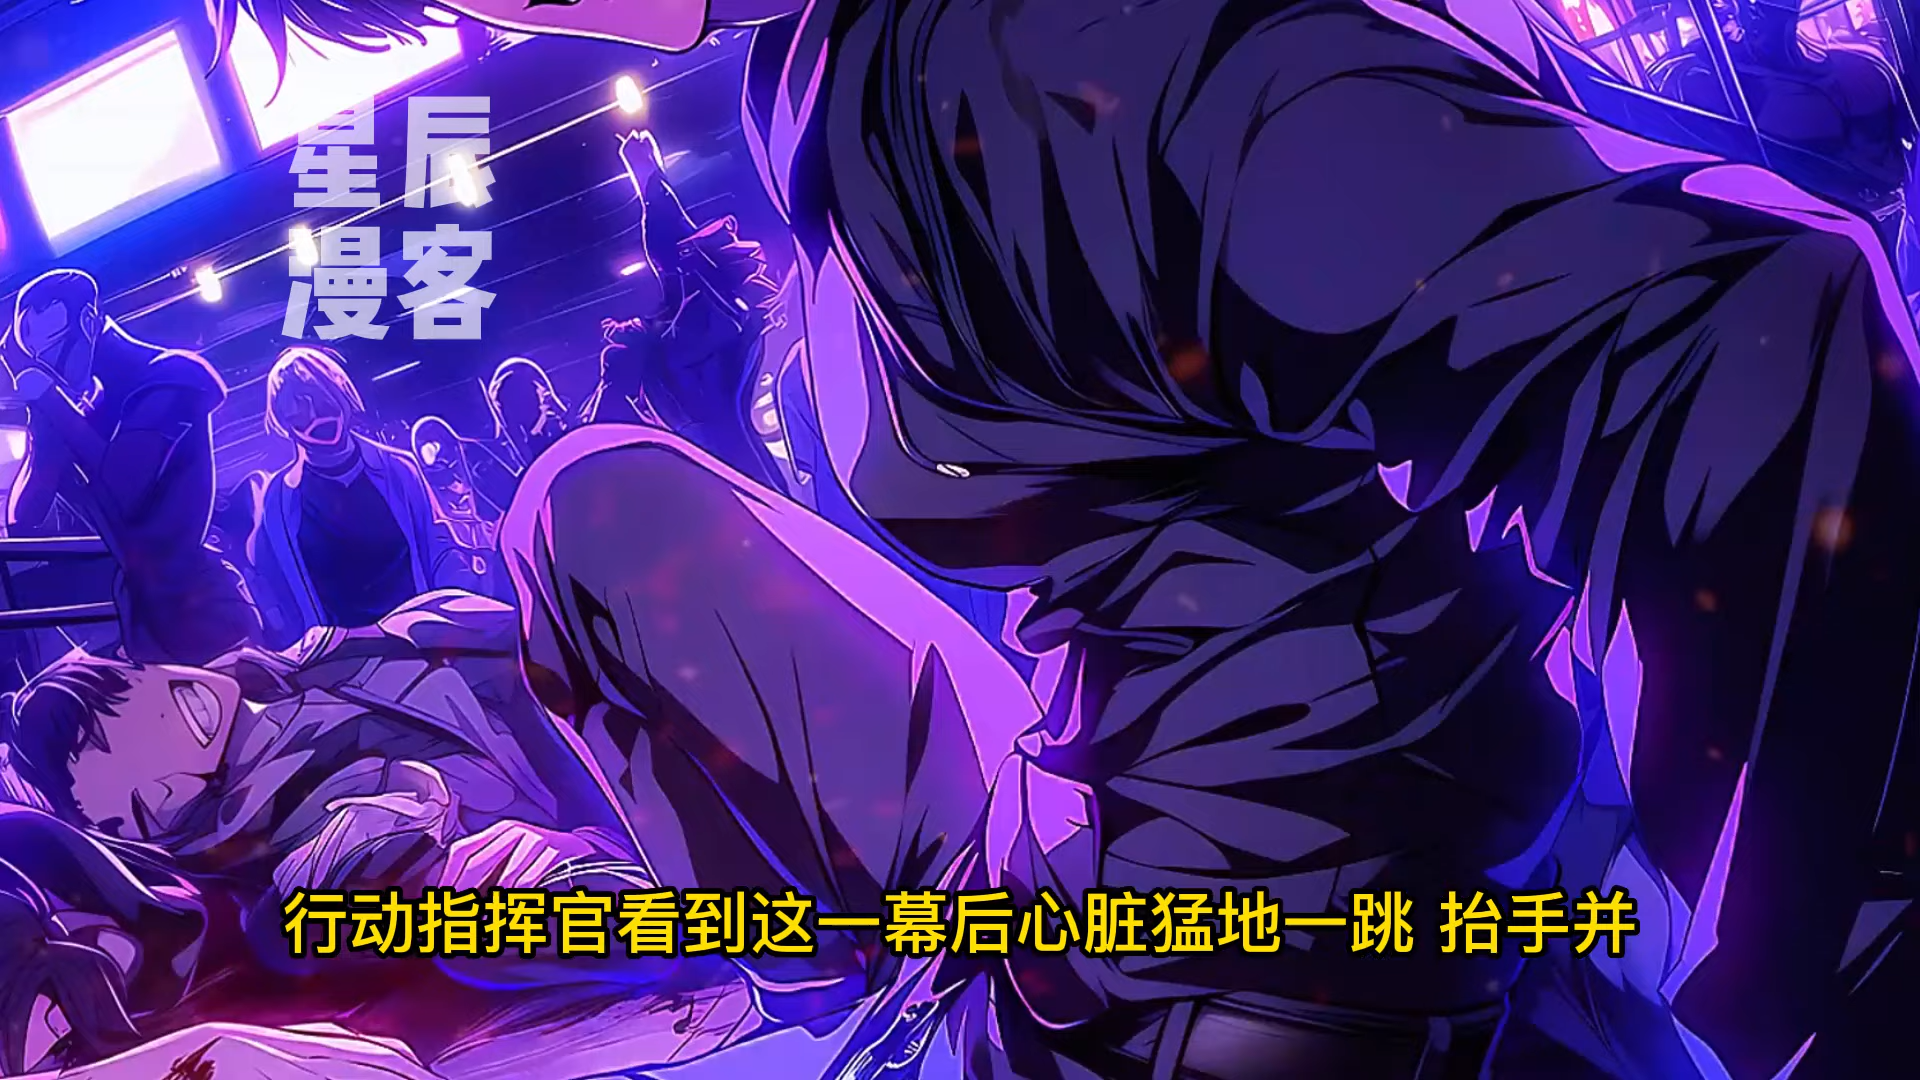 星辰
漫客
行动指挥官看到这一幕后心脏猛地一跳 抬手并